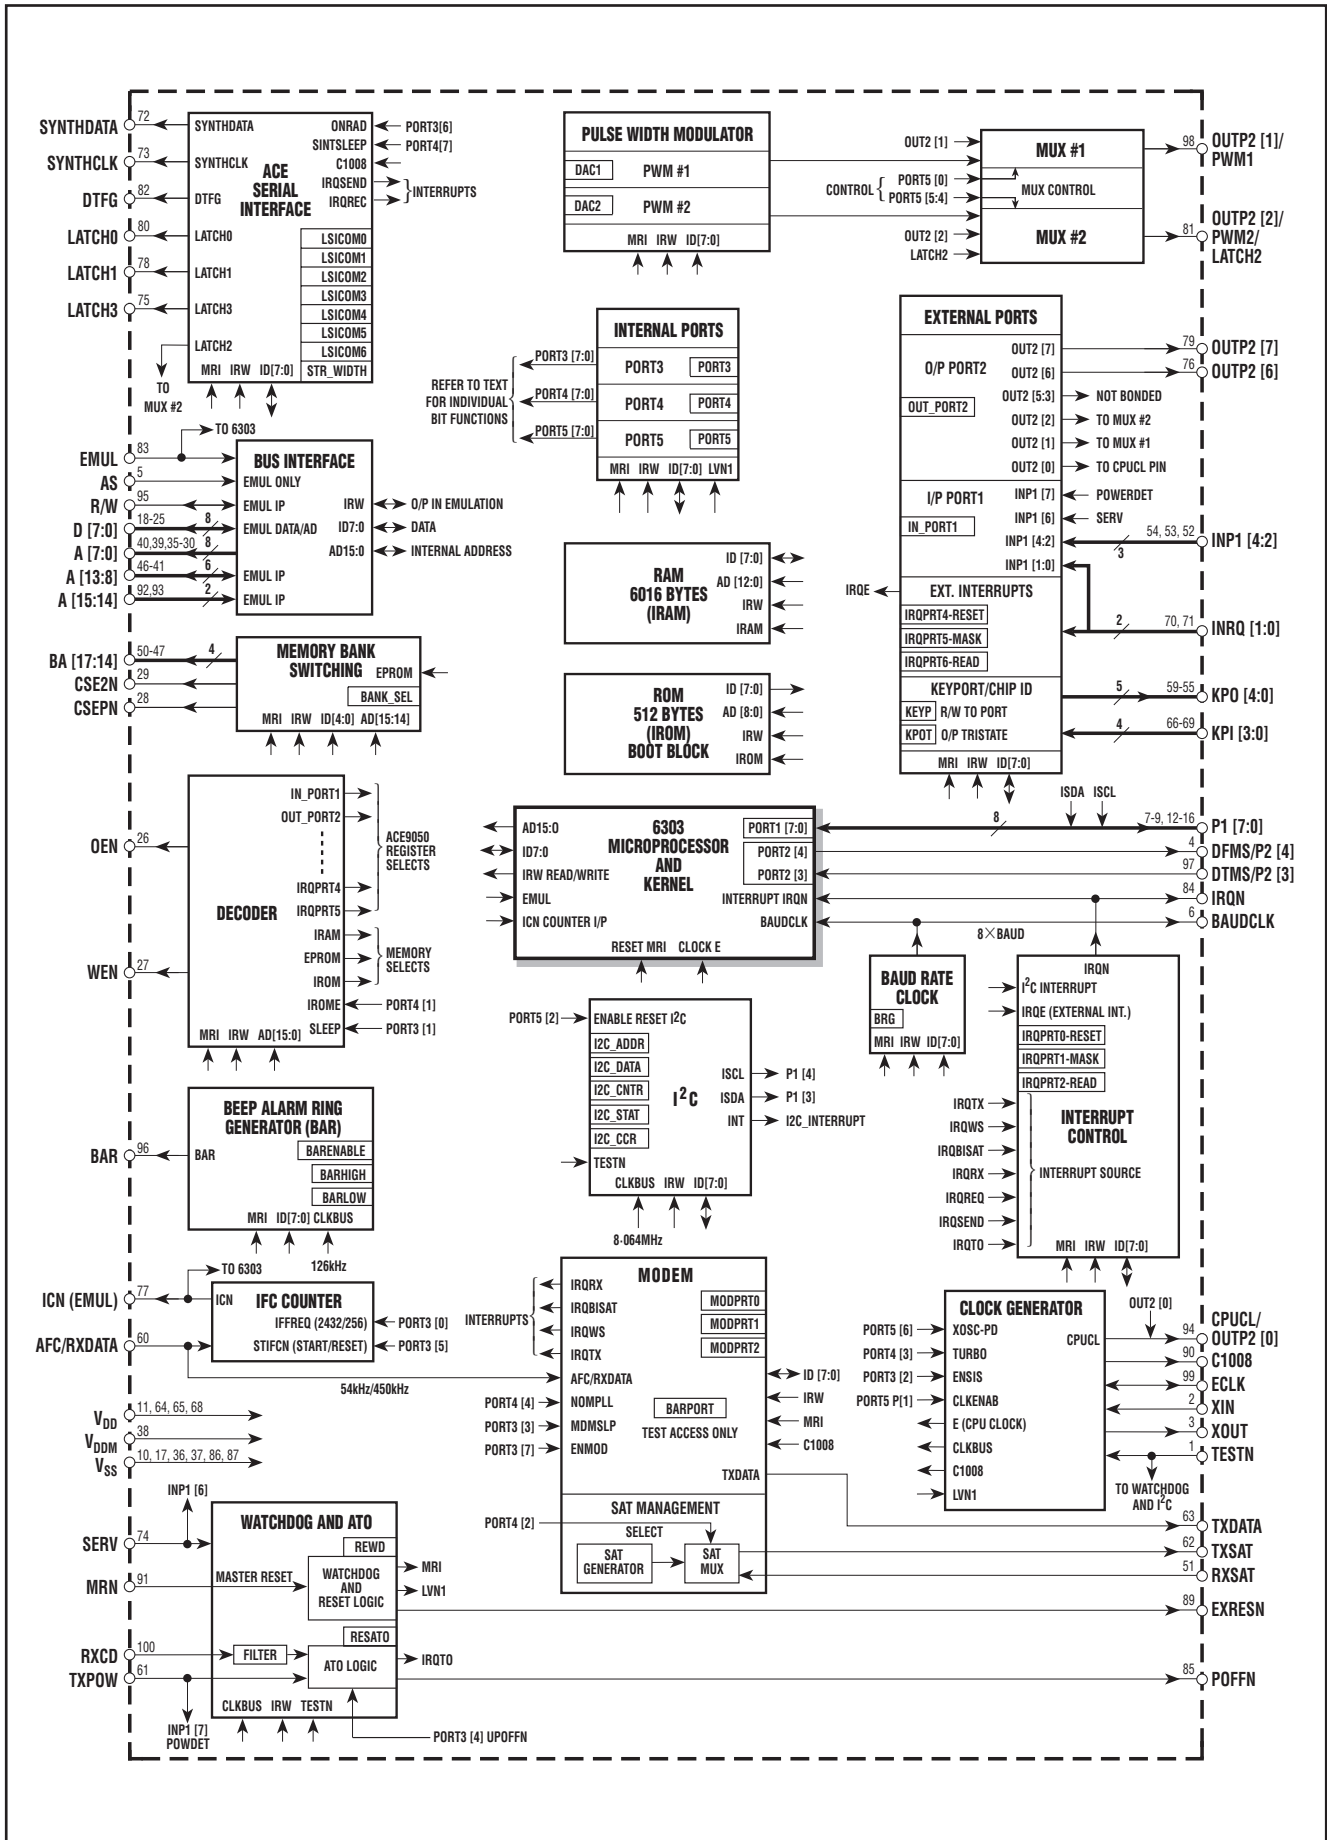 SYNTHDATA
72
SYNTHCLK
73
DTFG
82
LATCH0
80
LATCH1
78
LATCH3
75
SYNTHDATA
SYNTHCLK
DTFG
LATCH0
LATCH1
LATCH3
LATCH2
ACE
SERIAL
INTERFACE
ONRAD
PORT3[6]
SINTSLEEP
PORT4[7]
C1008
IRQSEND
IRQREC
INTERRUPTS
LSICOM0
LSICOM1
LSICOM2
LSICOM3
LSICOM4
LSICOM5
LSICOM6
STR_WIDTH
MRI IRW ID[7:0]
TO
MUX #2
PULSE WIDTH MODULATOR
DAC1 PWM #1
DAC2 PWM #2
MRI IRW ID[7:0]
OUT2 [1]
CONTROL
PORT5 [0]
PORT5 [5:4]
OUT2 [2]
LATCH2
MUX #1
MUX CONTROL
MUX #2
98
OUTP2 [1]/
PWM1
81
OUTP2 [2]/
PWM2/
LATCH2
INTERNAL PORTS
PORT3 [7:0]
PORT3 PORT3
PORT4 [7:0]
PORT4 PORT4
PORT5 [7:0]
PORT5 PORT5
REFER TO TEXT
FOR INDIVIDUAL
BIT FUNCTIONS
MRI IRW ID[7:0] LVN1
EXTERNAL PORTS
O/P PORT2
OUT_PORT2
OUT2 [7]
OUT2 [6]
OUT2 [5:3]
OUT2 [2]
OUT2 [1]
OUT2 [0]
NOT BONDED
TO MUX #2
TO MUX #1
TO CPUCL PIN
79
OUTP2 [7]
76
OUTP2 [6]
I/P PORT1
IN_PORT1
INP1 [7]
POWERDET
INP1 [6]
SERV
INP1 [4:2]
54, 53, 52
3
INP1 [4:2]
INP1 [1:0]
IRQE
EXT. INTERRUPTS
IRQPRT4-RESET
IRQPRT5-MASK
IRQPRT6-READ
2
70, 71
INRQ [1:0]
KEYPORT/CHIP ID
KEYP R/W TO PORT
KPOT O/P TRISTATE
5
59-55
KPO [4:0]
4
66-69
KPI [3:0]
MRI IRW ID[7:0]
TO 6303
EMUL
83
AS
5
R/W
95
D [7:0]
18-25
8
A [7:0]
40,39,35-30
8
A [13:8]
46-41
6
A [15:14]
92,93
2
BUS INTERFACE
EMUL ONLY
EMUL IP
EMUL DATA/AD
EMUL IP
EMUL IP
IRW
O/P IN EMULATION
ID7:0
DATA
AD15:0
INTERNAL ADDRESS
RAM
6016 BYTES
(IRAM)
ID [7:0]
AD [12:0]
IRW
IRAM
BA [17:14]
50-47
4
CSE2N
29
CSEPN
28
MEMORY BANK
SWITCHING
EPROM
BANK_SEL
MRI IRW ID[4:0] AD[15:14]
ROM
512 BYTES
(IROM)
BOOT BLOCK
ID [7:0]
AD [8:0]
IRW
IROM
OEN
26
WEN
27
DECODER
IN_PORT1
OUT_PORT2
IRQPRT4
IRQPRT5
ACE9050
REGISTER
SELECTS
IRAM
EPROM
IROM
MEMORY
SELECTS
IROME
PORT4 [1]
SLEEP
PORT3 [1]
MRI IRW AD[15:0]
AD15:0
ID7:0
IRW READ/WRITE
EMUL
ICN COUNTER I/P
6303
MICROPROCESSOR
AND
KERNEL
PORT1 [7:0]
PORT2 [4]
PORT2 [3]
INTERRUPT IRQN
BAUDCLK
RESET MRI CLOCK E
ISDA ISCL
8
7-9, 12-16
P1 [7:0]
4
DFMS/P2 [4]
97
DTMS/P2 [3]
84
IRQN
6
BAUDCLK
8×BAUD
BAUD RATE
CLOCK
BRG
MRI IRW ID[7:0]
IRQN
I²C INTERRUPT
IRQE (EXTERNAL INT.)
IRQPRT0-RESET
IRQPRT1-MASK
IRQPRT2-READ
INTERRUPT
CONTROL
IRQTX
IRQWS
IRQBISAT
IRQRX
IRQREQ
IRQSEND
IRQTO
INTERRUPT SOURCE
MRI IRW ID[7:0]
PORT5 [2]
ENABLE RESET I²C
I2C_ADDR
I2C_DATA
I2C_CNTR
I2C_STAT
I2C_CCR
I²C
ISCL
P1 [4]
ISDA
P1 [3]
INT
I2C_INTERRUPT
TESTN
CLKBUS IRW ID[7:0]
8·064MHz
BAR
96
BEEP ALARM RING
GENERATOR (BAR)
BAR
BARENABLE
BARHIGH
BARLOW
MRI ID[7:0] CLKBUS
126kHz
TO 6303
ICN (EMUL)
77
AFC/RXDATA
60
ICN
IFC COUNTER
IFFREQ (2432/256)
PORT3 [0]
STIFCN (START/RESET)
PORT3 [5]
54kHz/450kHz
MODEM
INTERRUPTS
IRQRX
IRQBISAT
IRQWS
IRQTX
AFC/RXDATA
PORT4 [4]
NOMPLL
PORT3 [3]
MDMSLP
PORT3 [7]
ENMOD
MODPRT0
MODPRT1
MODPRT2
BARPORT
TEST ACCESS ONLY
ID [7:0]
IRW
MRI
C1008
TXDATA
SAT MANAGEMENT
PORT4 [2]
SELECT
SAT
GENERATOR
SAT
MUX
CLOCK GENERATOR
PORT5 [6]
XOSC-PD
PORT4 [3]
TURBO
PORT3 [2]
ENSIS
PORT5 P[1]
CLKENAB
E (CPU CLOCK)
CLKBUS
C1008
LVN1
CPUCL
OUT2 [0]
94
CPUCL/
OUTP2 [0]
90
C1008
99
ECLK
2
XIN
3
XOUT
1
TESTN
TO WATCHDOG
AND I²C
63
TXDATA
62
TXSAT
51
RXSAT
89
EXRESN
85
POFFN
VDD
11, 64, 65, 68
VDDM
38
VSS
10, 17, 36, 37, 86, 87
INP1 [6]
SERV
74
MRN
91
RXCD
100
TXPOW
61
INP1 [7]
POWDET
WATCHDOG AND ATO
REWD
MASTER RESET
WATCHDOG
AND
RESET LOGIC
MRI
LVN1
RESATO
FILTER
ATO LOGIC
IRQTO
CLKBUS IRW TESTN
PORT3 [4] UPOFFN